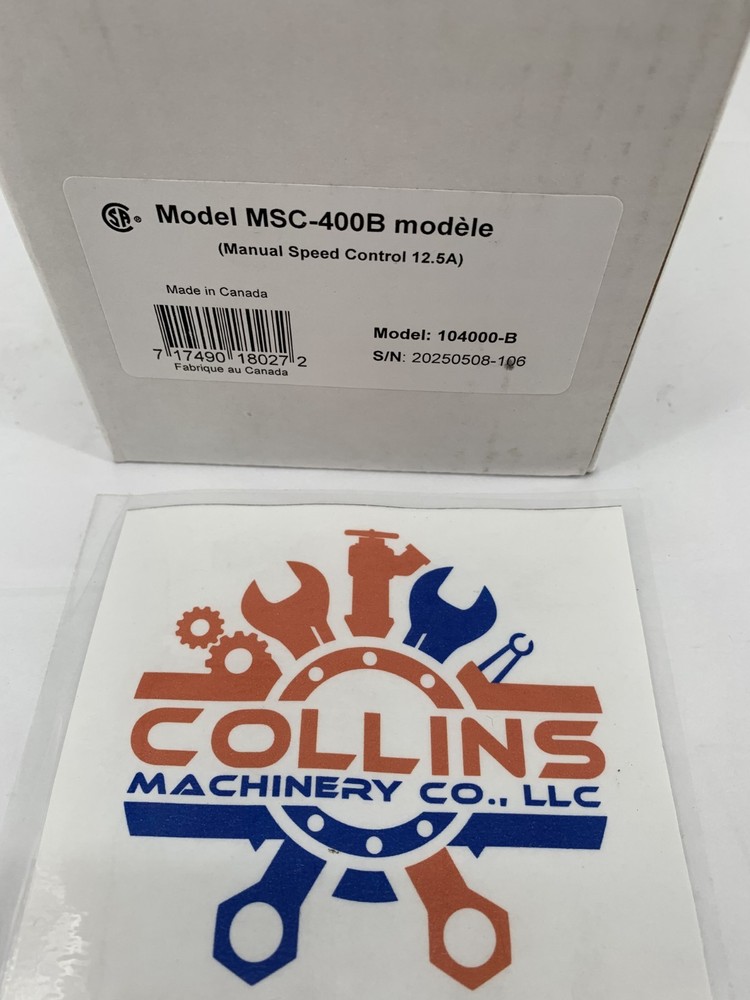 CSA ® Model MSC-400B modèle
(Manual Speed Control 12.5A)
Made in Canada
7 17490 18027 2
Fabrique au Canada
Model: 104000-B
S/N: 20250508-106
COLLINS
MACHINERY CO., LLC